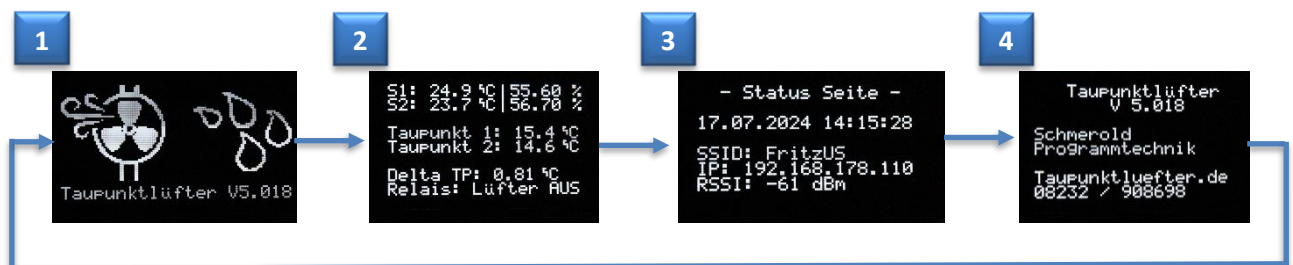 1
Taupunktlüfter V5.018
2
S1: 24.9 °C|55.60 %
S2: 23.7 °C|56.70 %
Taupunkt 1: 15.4 °C
Taupunkt 2: 14.6 °C
Delta TP: 0.81 °C
Relais: Lüfter AUS
3
- Status Seite -
17.07.2024 14:15:28
SSID: FritzUS
IP: 192.168.178.110
RSSI: -61 dBm
4
Taupunktlüfter
V 5.018
Schmerold
Programmtechnik
Taupunktluefter.de
08232 / 908698